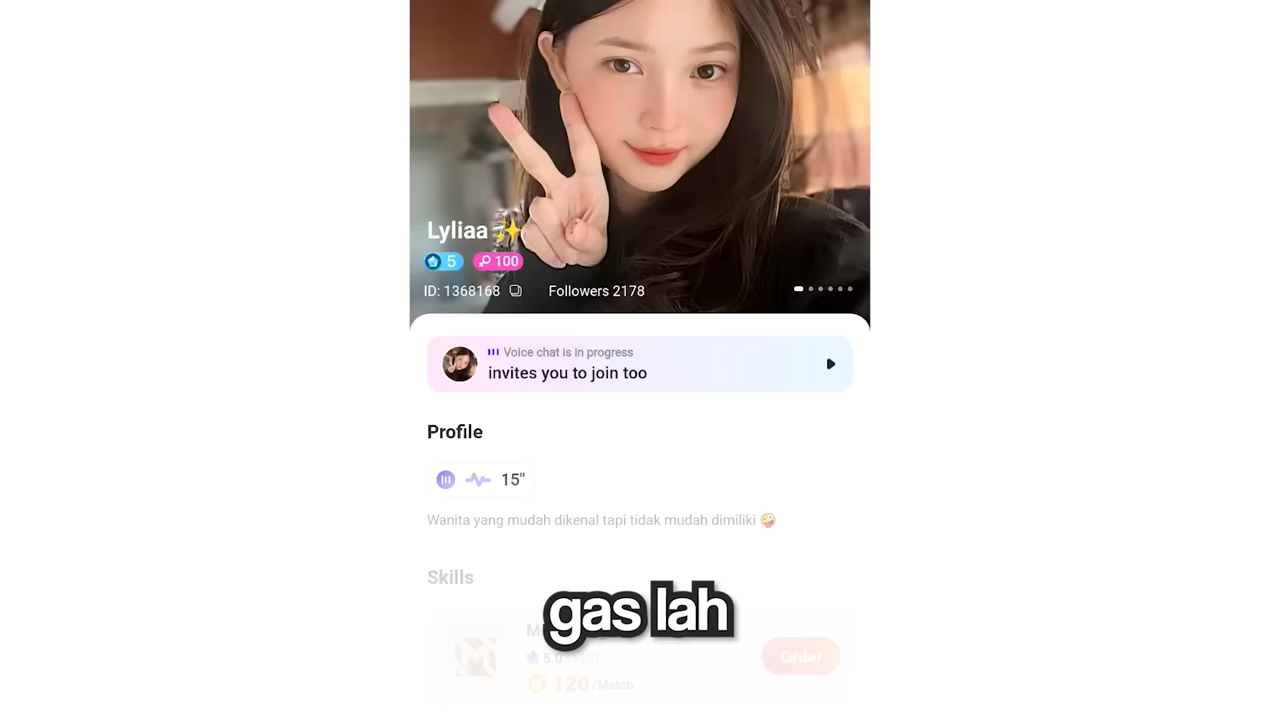 Lyliaa ✨
5 100
ID: 1368168 Followers 2178
Voice chat is in progress
invites you to join too
Profile
15"
Wanita yang mudah dikenal tapi tidak mudah dimiliki 🤪
Skills
gas lah
5.0
Order
120 /Match